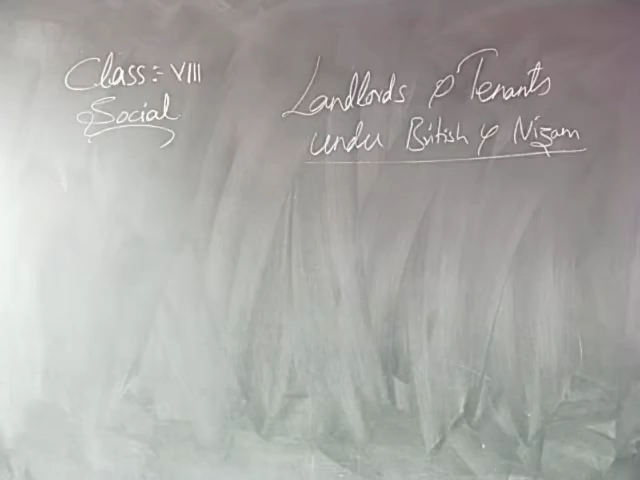 Class:- VIII
Social
Landlords & Tenants
under British & Nizam